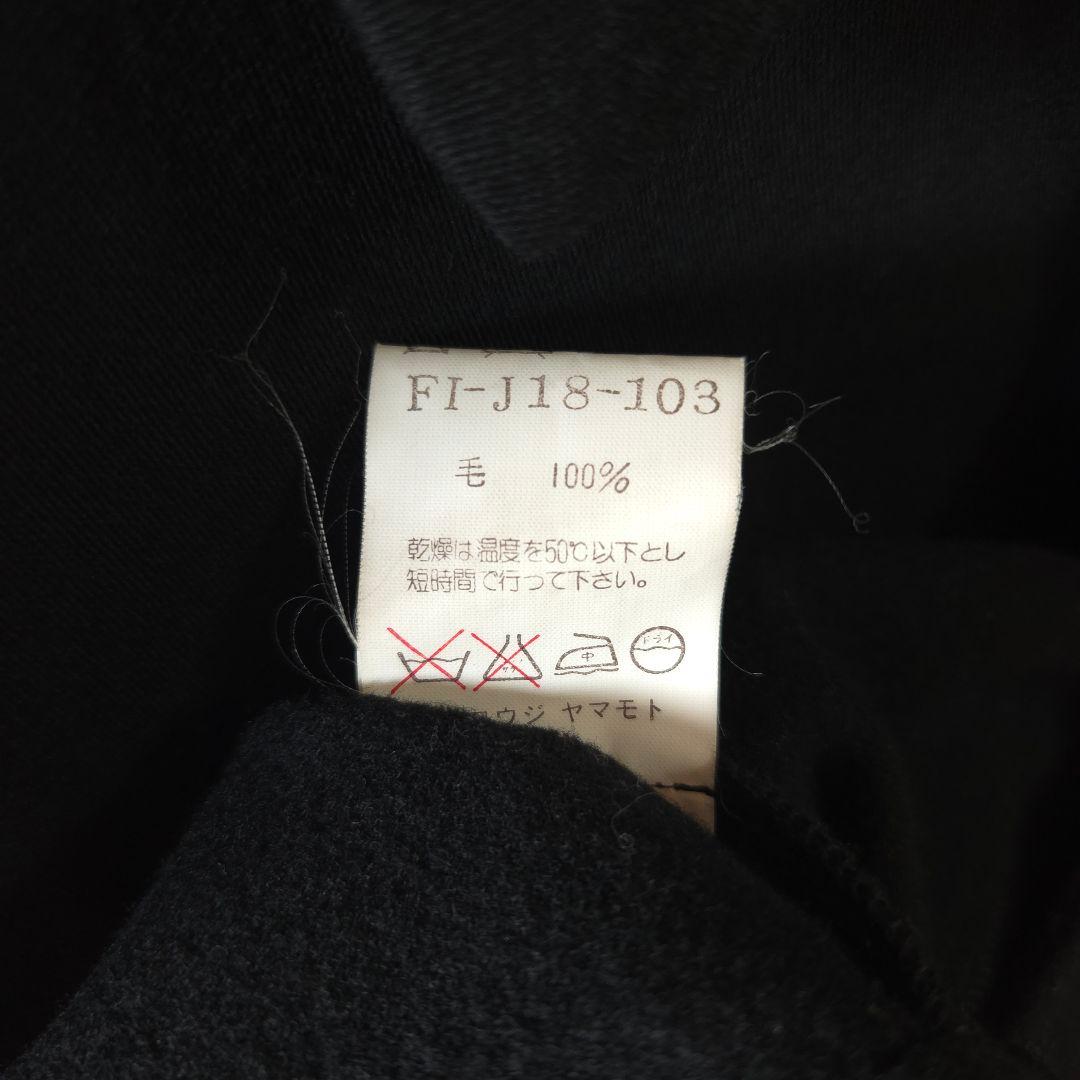 FI-J18-103
毛 100%
乾燥は温度を50℃以下とし
短時間で行って下さい。
中 ドライ
ヤマモト